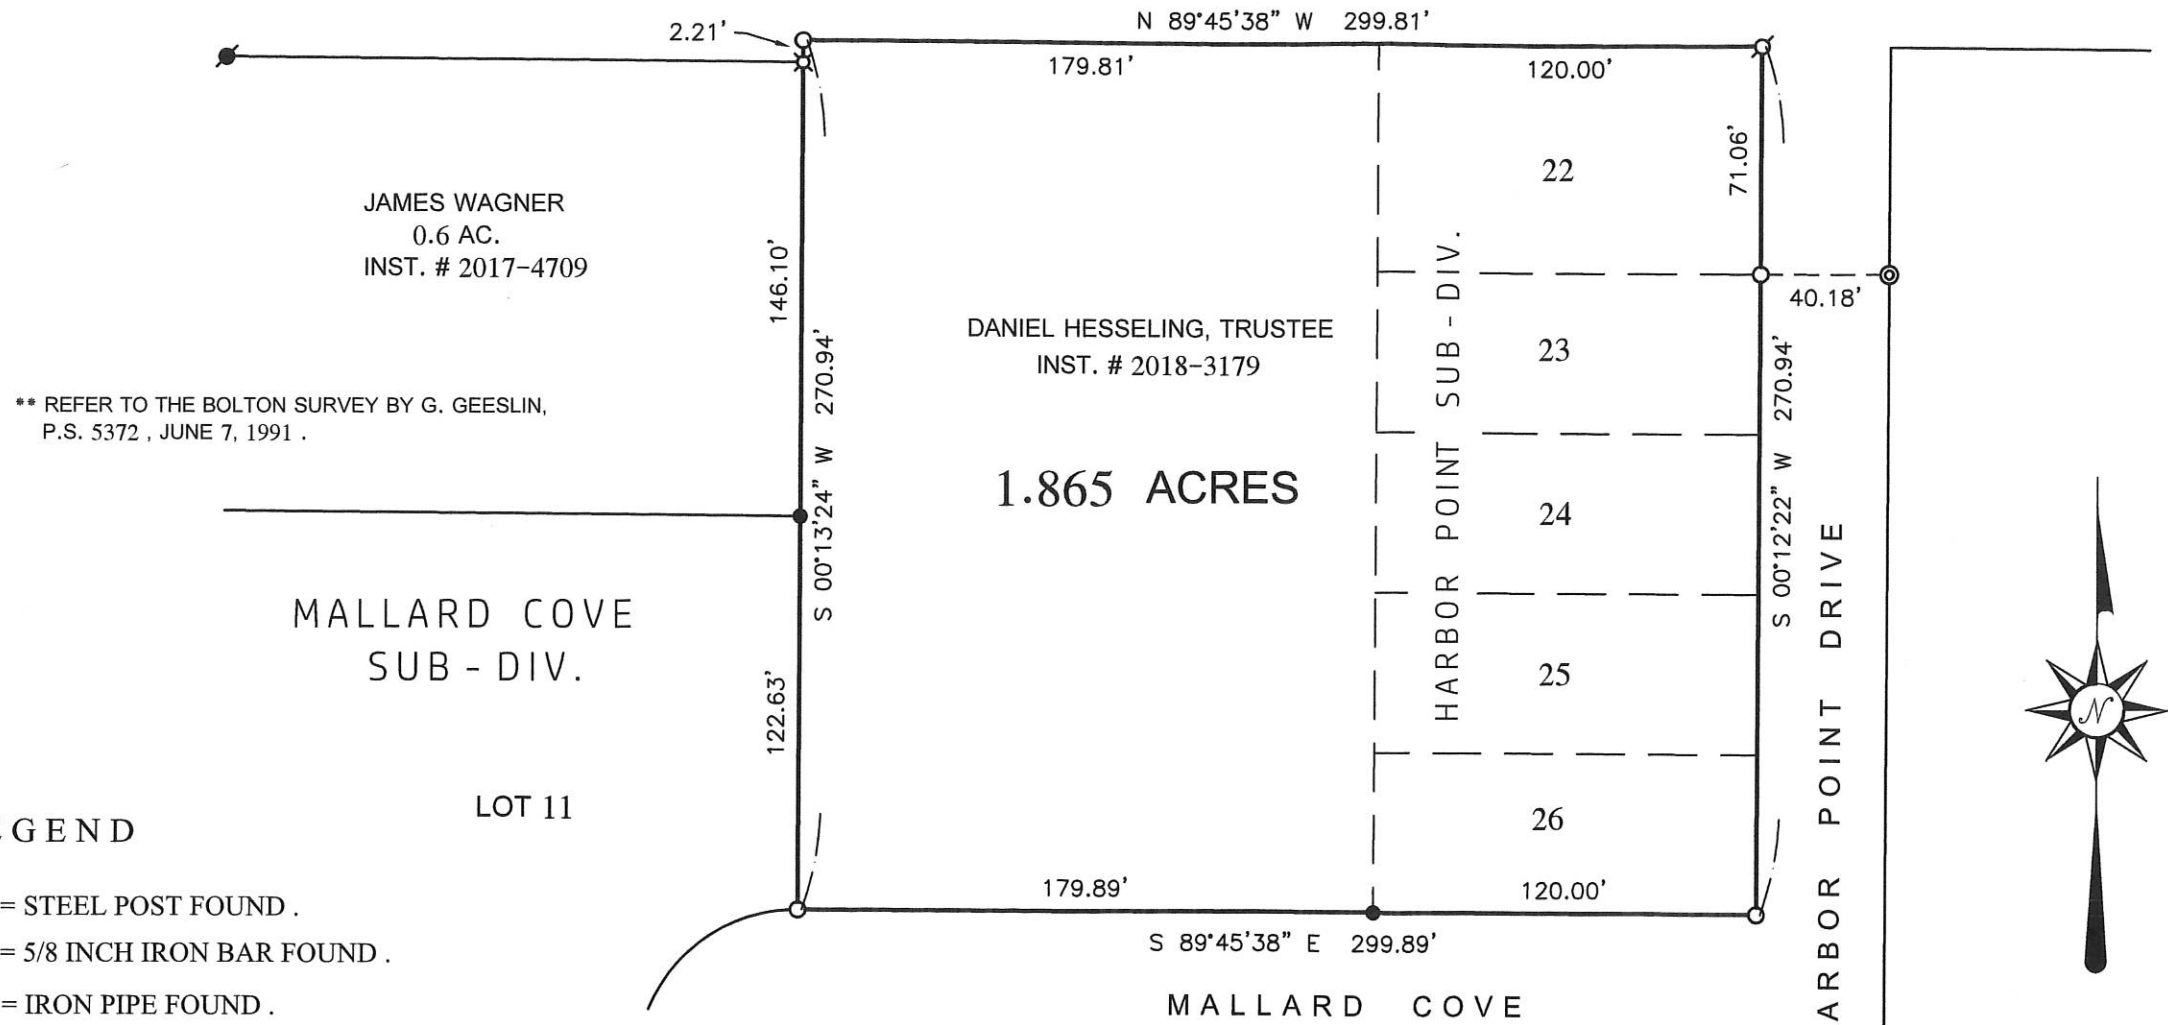 N 89°45'38" W 299.81'
2.21'
179.81'
120.00'
22
71.06'
JAMES WAGNER
0.6 AC.
INST. # 2017-4709
146.10'
S 00°13'24" W 270.94'
DANIEL HESSELING, TRUSTEE
INST. # 2018-3179
HARBOR POINT SUB-DIV.
23
40.18'
S 00°12'22" W 270.94'
** REFER TO THE BOLTON SURVEY BY G. GEESLIN,
P.S. 5372 , JUNE 7, 1991 .
1.865 ACRES
24
MALLARD COVE
SUB-DIV.
122.63'
25
N
LOT 11
26
EGEND
= STEEL POST FOUND .
= 5/8 INCH IRON BAR FOUND .
= IRON PIPE FOUND .
179.89'
120.00'
S 89°45'38" E 299.89'
MALLARD COVE
ARBOR POINT DRIVE